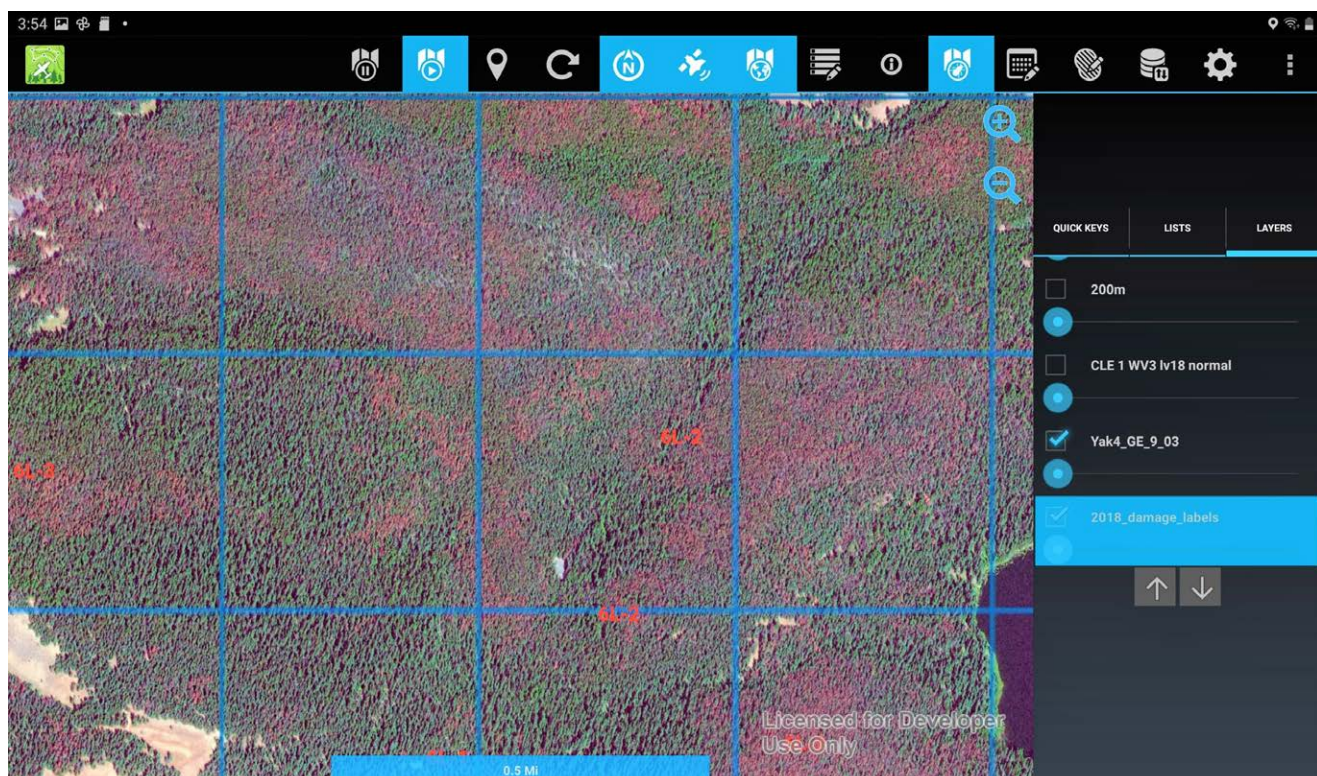 3:54
QUICK KEYS
LISTS
LAYERS
200m
CLE 1 WV3 lv18 normal
Yak4_GE_9_03
2018_damage_labels
6L-2
6L-3
6L-2
Licensed for Developer
Use Only
0.5 Mi